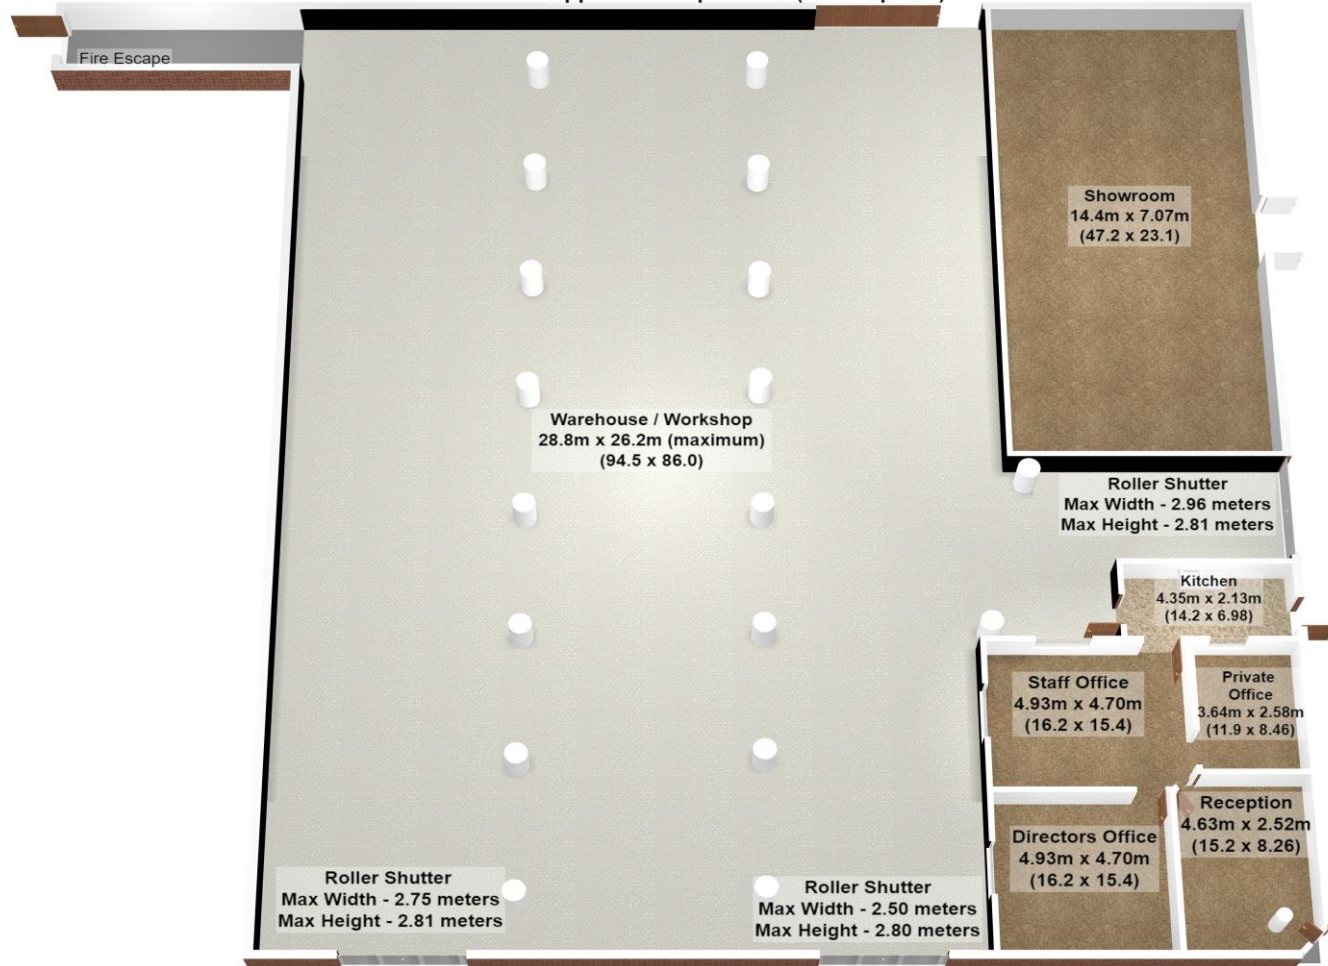 Fire Escape
Showroom
14.4m x 7.07m
(47.2 x 23.1)
Warehouse / Workshop
28.8m x 26.2m (maximum)
(94.5 x 86.0)
Roller Shutter
Max Width - 2.96 meters
Max Height - 2.81 meters
Kitchen
4.35m x 2.13m
(14.2 x 6.98)
Staff Office
4.93m x 4.70m
(16.2 x 15.4)
Private
Office
3.64m x 2.58m
(11.9 x 8.46)
Reception
4.63m x 2.52m
(15.2 x 8.26)
Directors Office
4.93m x 4.70m
(16.2 x 15.4)
Roller Shutter
Max Width - 2.75 meters
Max Height - 2.81 meters
Roller Shutter
Max Width - 2.50 meters
Max Height - 2.80 meters